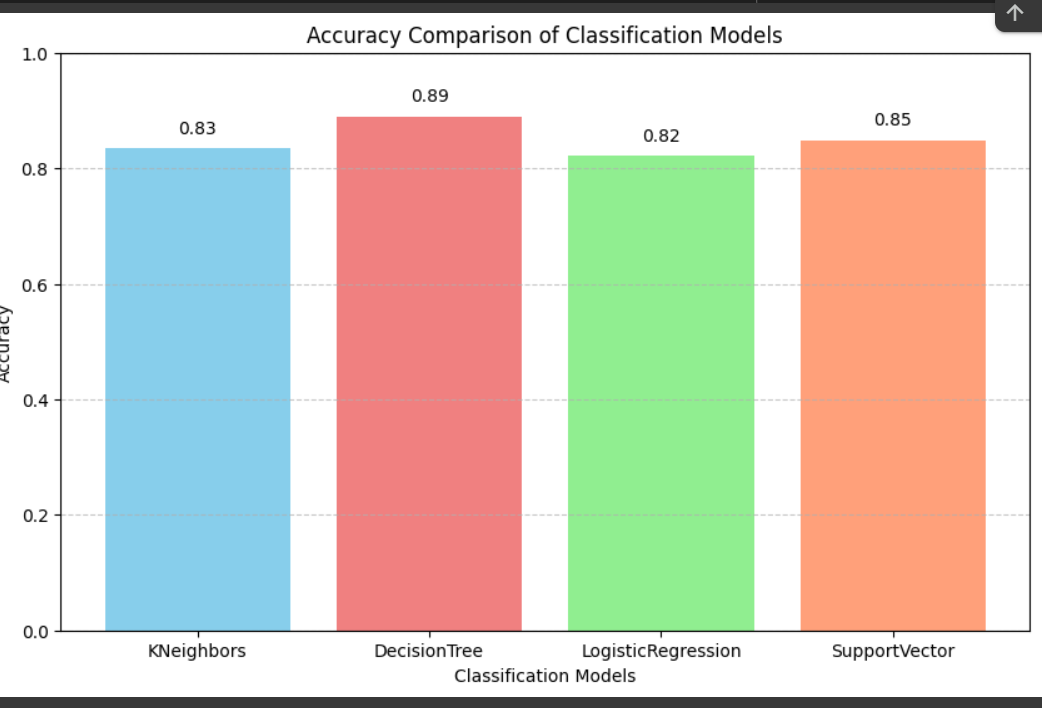 Accuracy Comparison of Classification Models
1.0
0.8
0.6
0.4
0.2
0.0
Accuracy
0.83
0.89
0.82
0.85
KNeighbors
DecisionTree
LogisticRegression
SupportVector
Classification Models